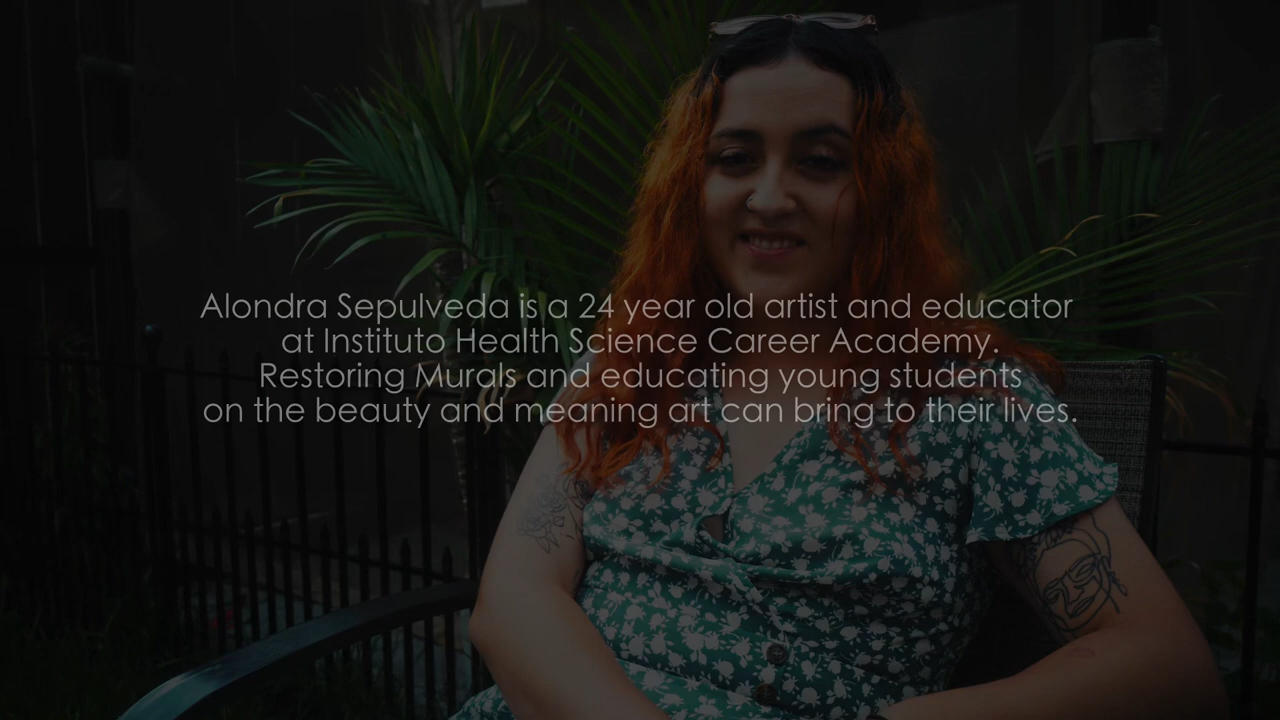 Alondra Sepulveda is a 24 year old artist and educator
at Instituto Health Science Career Academy.
Restoring Murals and educating young students
on the beauty and meaning art can bring to their lives.